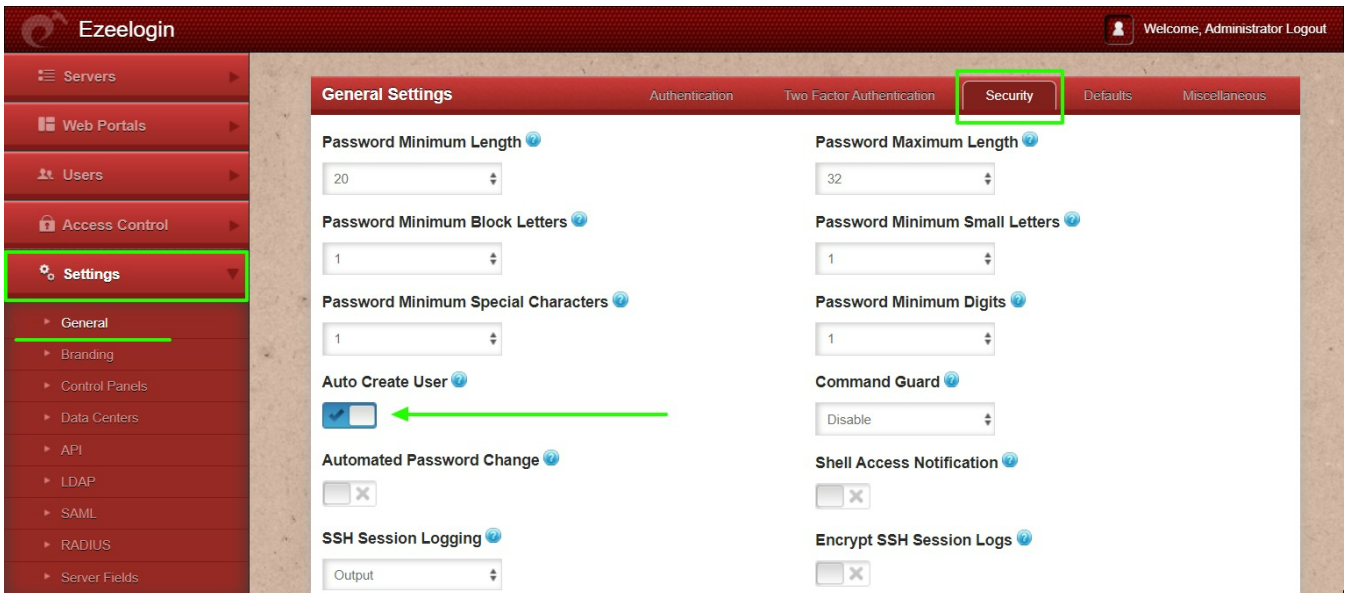 Ezeelogin
Welcome, Administrator Logout
Servers
Web Portals
Users
Access Control
Settings
General
Branding
Control Panels
Data Centers
API
LDAP
SAML
RADIUS
Server Fields
General Settings
Authentication
Two Factor Authentication
Security
Defaults
Miscellaneous
Password Minimum Length
Password Maximum Length
20
32
Password Minimum Block Letters
Password Minimum Small Letters
1
1
Password Minimum Special Characters
Password Minimum Digits
1
1
Auto Create User
Command Guard
Disable
Automated Password Change
Shell Access Notification
SSH Session Logging
Encrypt SSH Session Logs
Output